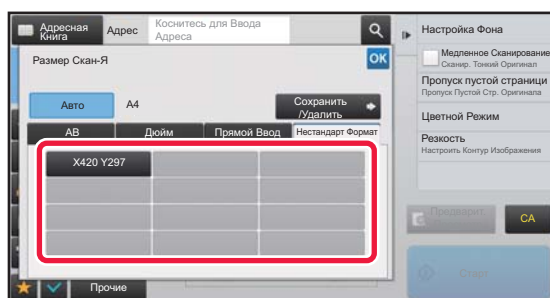 Адресная
Книга
Адрес
Коснитесь для Ввода
Адреса
Размер Скан-Я
OK
Авто
A4
Сохранить
/Удалить
AB
Дюйм
Прямой Ввод
Нестандарт Формат
X420 Y297
Прочие
Настройка Фона
Медленное Сканирование
Сканир. Тонкий Оригинал
Пропуск пустой страници
Пропуск Пустой Стр. Оригинала
Цветной Режим
Резкость
Настроить Контур Изображения
Предварит.
CA
Старт